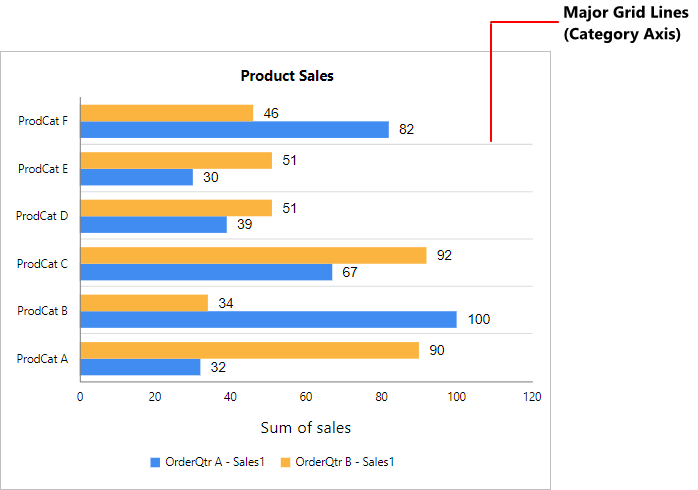 Major Grid Lines
(Category Axis)
Product Sales
ProdCat F
46
82
ProdCat E
51
30
ProdCat D
51
39
ProdCat C
92
67
ProdCat B
34
100
ProdCat A
90
32
0 20 40 60 80 100 120
Sum of sales
OrderQtr A - Sales1 OrderQtr B - Sales1